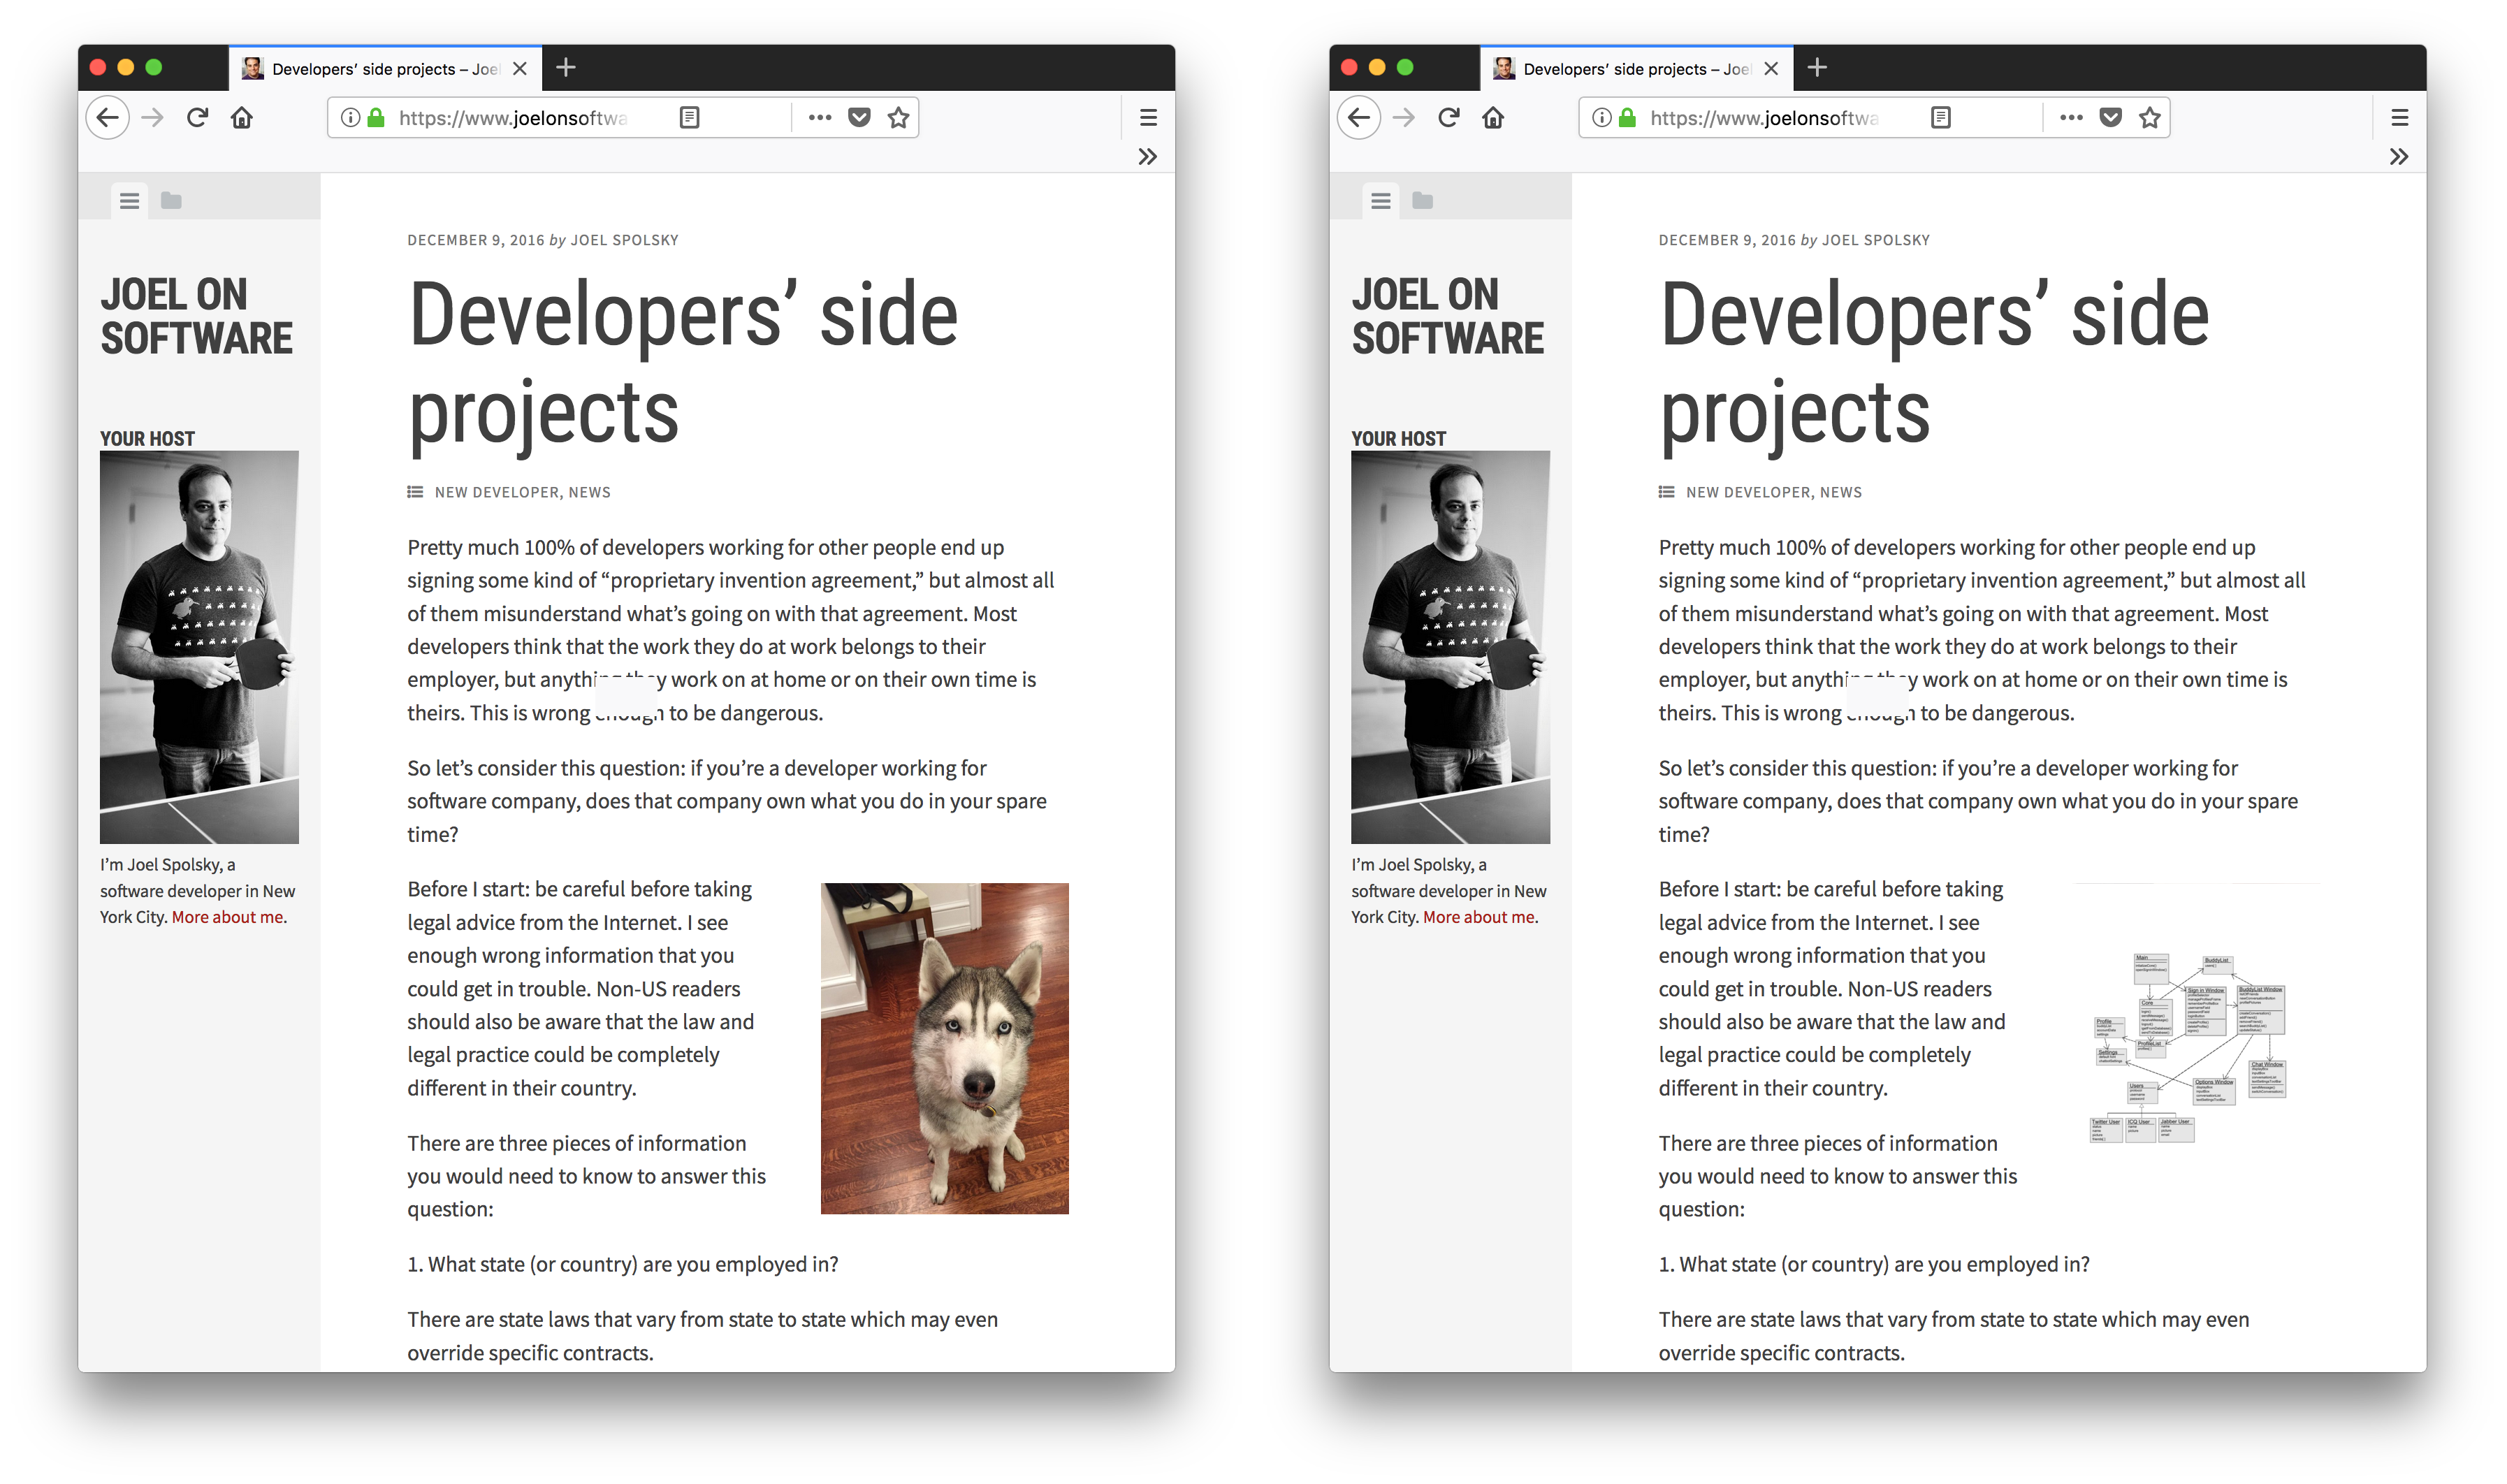 Developers’ side projects – Joel
https://www.joelonsoftwa
JOEL ON
SOFTWARE
YOUR HOST
I’m Joel Spolsky, a
software developer in New
York City. More about me.
DECEMBER 9, 2016 by JOEL SPOLSKY
Developers’ side
projects
NEW DEVELOPER, NEWS
Pretty much 100% of developers working for other people end up
signing some kind of “proprietary invention agreement,” but almost all
of them misunderstand what’s going on with that agreement. Most
developers think that the work they do at work belongs to their
employer, but anything they work on at home or on their own time is
theirs. This is wrong enough to be dangerous.
So let’s consider this question: if you’re a developer working for
software company, does that company own what you do in your spare
time?
Before I start: be careful before taking
legal advice from the Internet. I see
enough wrong information that you
could get in trouble. Non-US readers
should also be aware that the law and
legal practice could be completely
different in their country.
There are three pieces of information
you would need to know to answer this
question:
1. What state (or country) are you employed in?
There are state laws that vary from state to state which may even
override specific contracts.
Developers’ side projects – Joel
https://www.joelonsoftwa
JOEL ON
SOFTWARE
YOUR HOST
I’m Joel Spolsky, a
software developer in New
York City. More about me.
DECEMBER 9, 2016 by JOEL SPOLSKY
Developers’ side
projects
NEW DEVELOPER, NEWS
Pretty much 100% of developers working for other people end up
signing some kind of “proprietary invention agreement,” but almost all
of them misunderstand what’s going on with that agreement. Most
developers think that the work they do at work belongs to their
employer, but anything they work on at home or on their own time is
theirs. This is wrong enough to be dangerous.
So let’s consider this question: if you’re a developer working for
software company, does that company own what you do in your spare
time?
Before I start: be careful before taking
legal advice from the Internet. I see
enough wrong information that you
could get in trouble. Non-US readers
should also be aware that the law and
legal practice could be completely
different in their country.
There are three pieces of information
you would need to know to answer this
question:
Main
BuddyList
Sign in Window
BuddyList Window
Core
Profile
ProfileList
Settings
Chat Window
Options Window
Users
Twitter User
ICQ User
Jabber User
1. What state (or country) are you employed in?
There are state laws that vary from state to state which may even
override specific contracts.